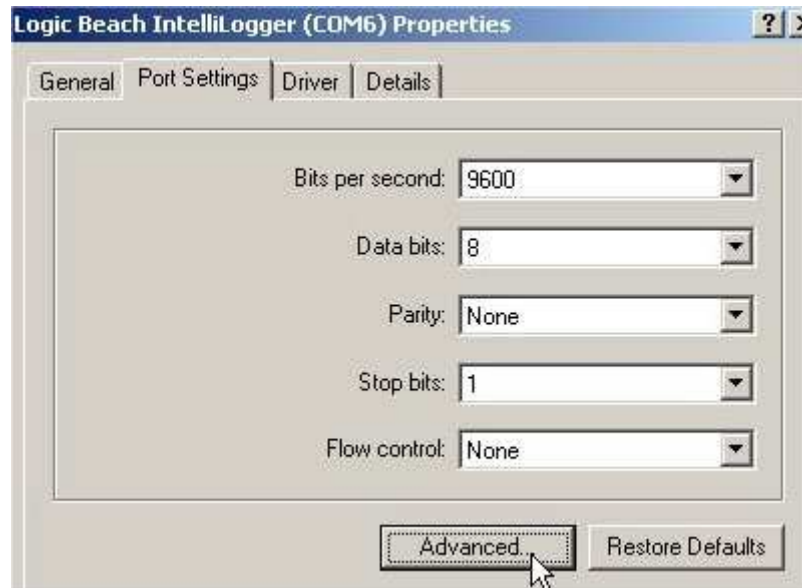 Logic Beach IntelliLogger (COM6) Properties
General Port Settings Driver Details
Bits per second: 9600
Data bits: 8
Parity: None
Stop bits: 1
Flow control: None
Advanced... Restore Defaults